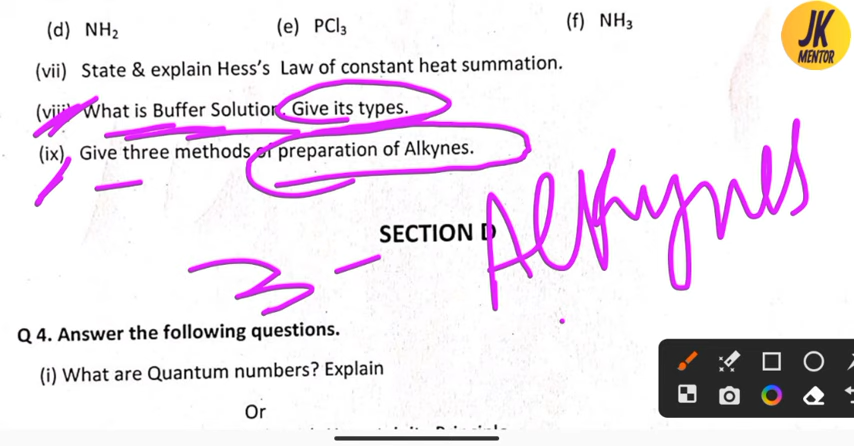 (d) NH₂ (e) PCl₃ (f) NH₃
JK
MENTOR
(vii) State & explain Hess's Law of constant heat summation.
(viii) What is Buffer Solution. Give its types.
(ix) Give three methods of preparation of Alkynes.
Alkynes
SECTION D
3 -
Q 4. Answer the following questions.
(i) What are Quantum numbers? Explain
Or